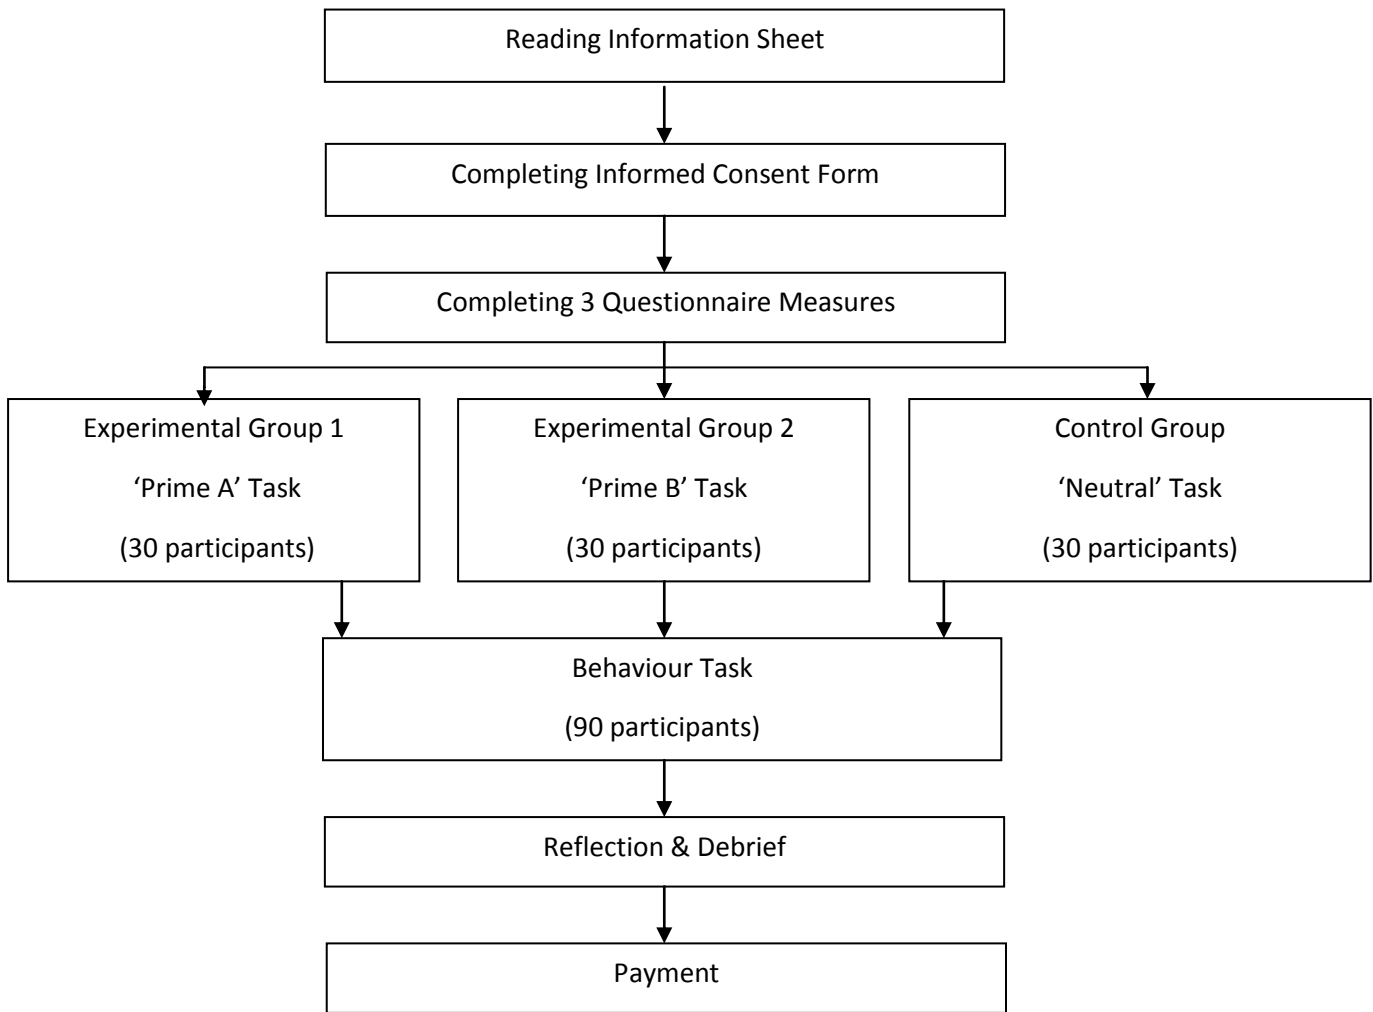 Reading Information Sheet
Completing Informed Consent Form
Completing 3 Questionnaire Measures
Experimental Group 1
‘Prime A’ Task
(30 participants)
Experimental Group 2
‘Prime B’ Task
(30 participants)
Control Group
‘Neutral’ Task
(30 participants)
Behaviour Task
(90 participants)
Reflection & Debrief
Payment